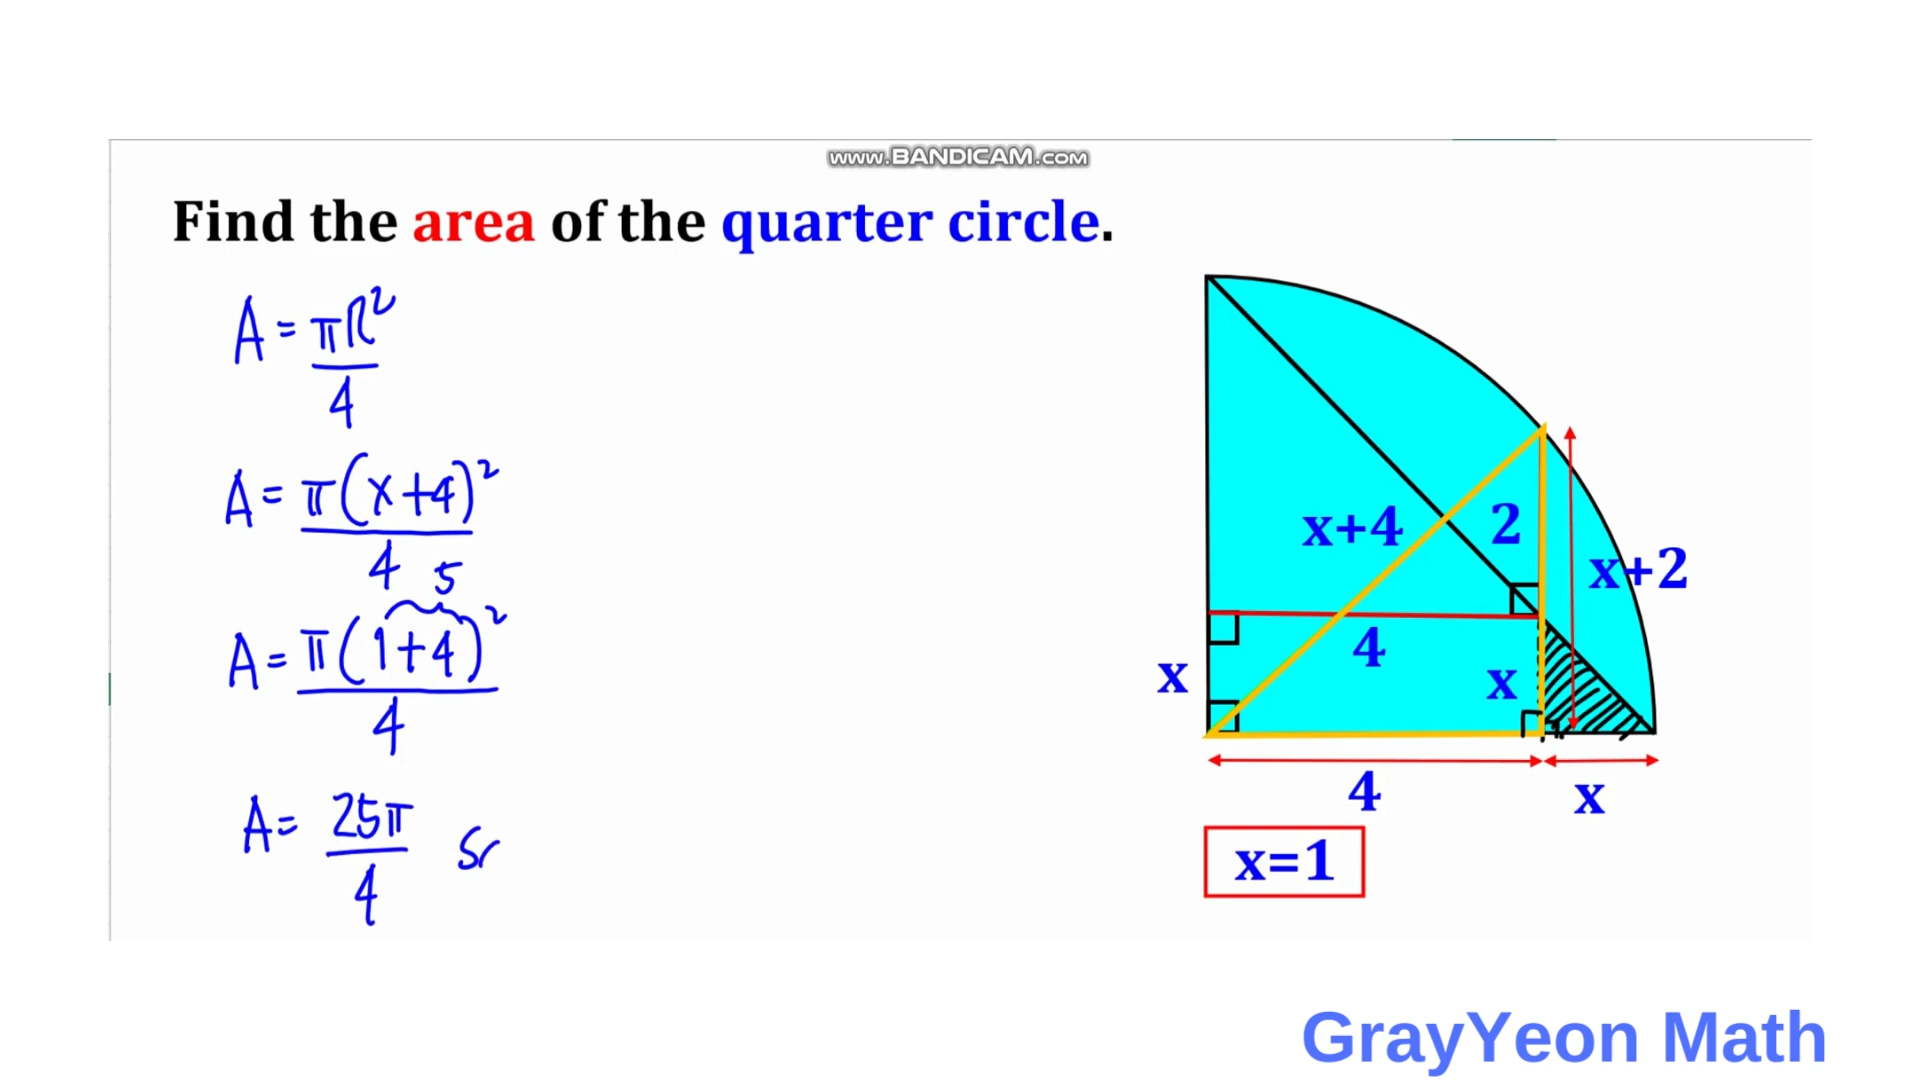 www.BANDICAM.com
Find the area of the quarter circle.
A = πR²
4
A = π(x+4)²
4
5
A = π(1+4)²
4
A = 25π
4
x+4
2
x+2
4
x
x
4
x
x=1
GrayYeon Math